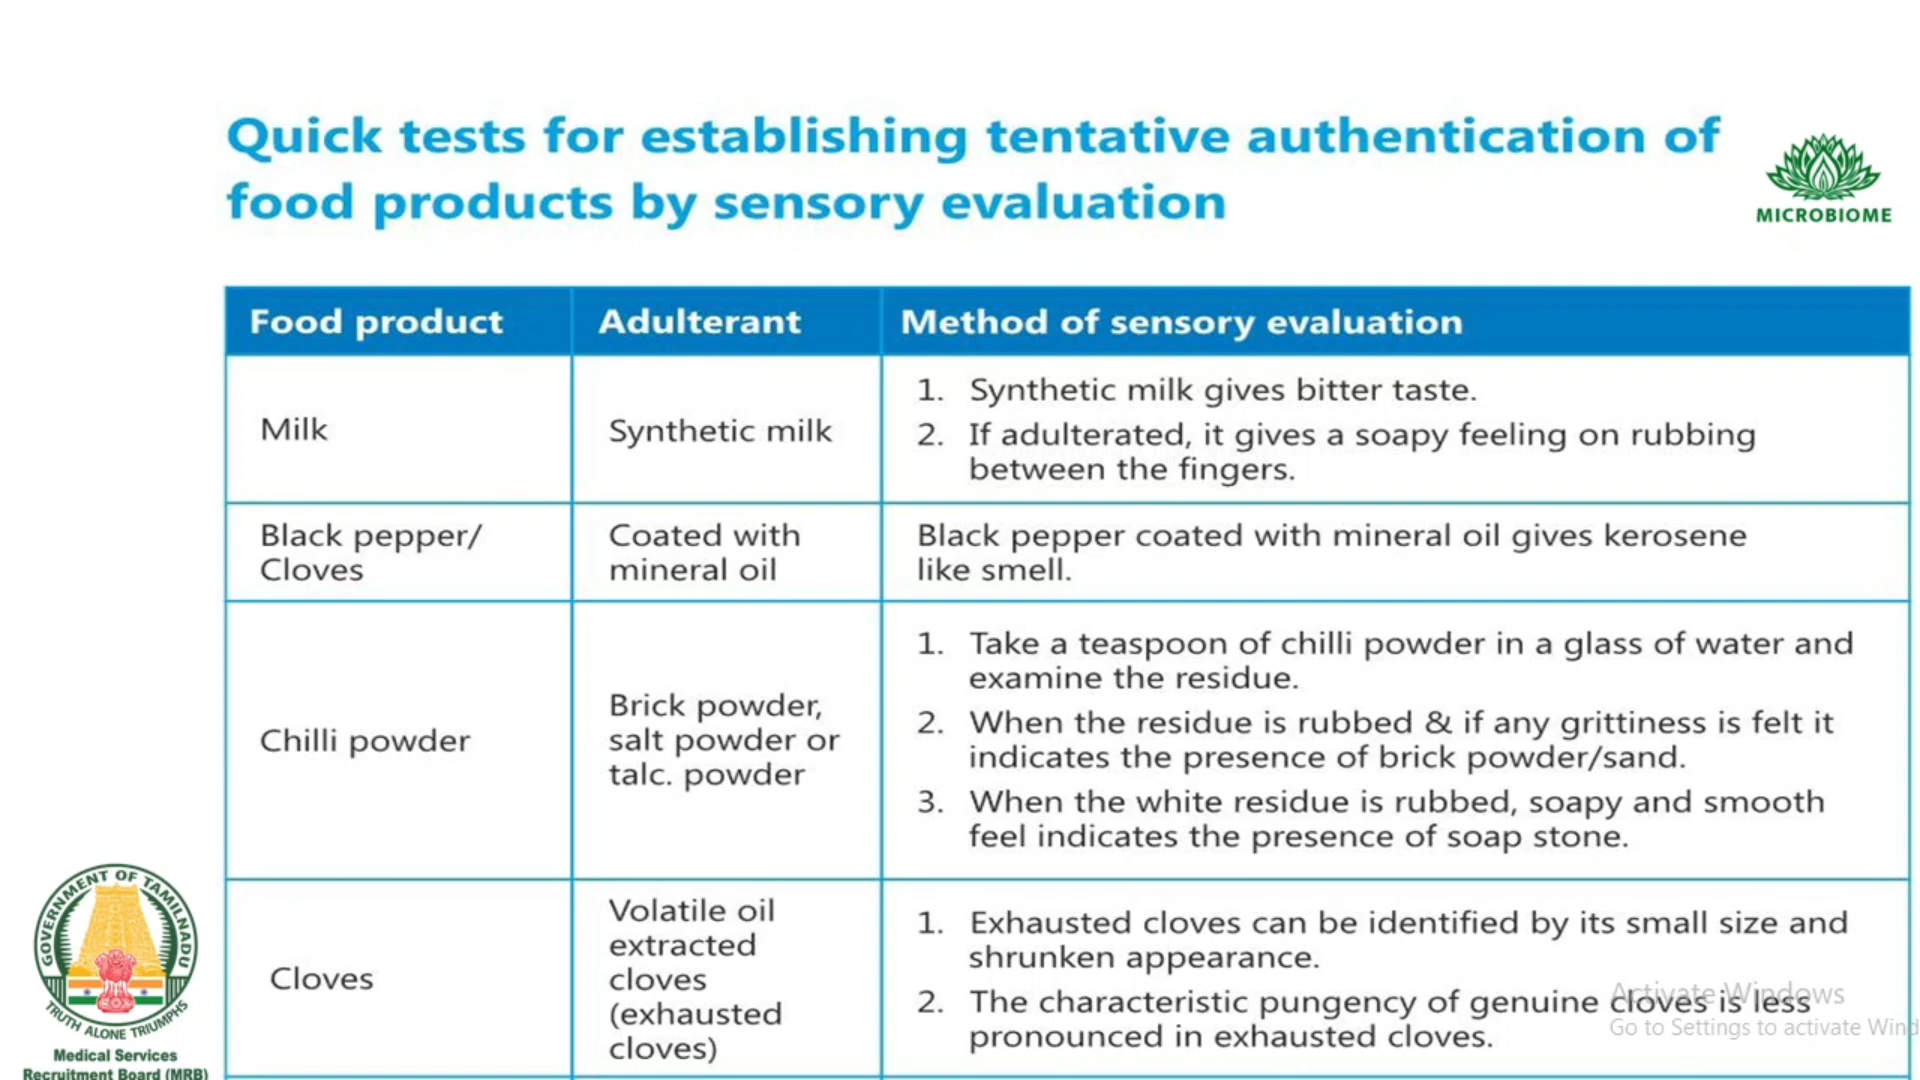 Quick tests for establishing tentative authentication of
food products by sensory evaluation
MICROBIOME
Food product
Adulterant
Method of sensory evaluation
Milk
Synthetic milk
1. Synthetic milk gives bitter taste.
2. If adulterated, it gives a soapy feeling on rubbing
between the fingers.
Black pepper/
Cloves
Coated with
mineral oil
Black pepper coated with mineral oil gives kerosene
like smell.
Chilli powder
Brick powder,
salt powder or
talc. powder
1. Take a teaspoon of chilli powder in a glass of water and
examine the residue.
2. When the residue is rubbed & if any grittiness is felt it
indicates the presence of brick powder/sand.
3. When the white residue is rubbed, soapy and smooth
feel indicates the presence of soap stone.
Cloves
Volatile oil
extracted
cloves
(exhausted
cloves)
1. Exhausted cloves can be identified by its small size and
shrunken appearance.
2. The characteristic pungency of genuine cloves is less
pronounced in exhausted cloves.
Activate Windows
Go to Settings to activate Wind
GOVERNMENT OF TAMILNADU
TRUTH ALONE TRIUMPHS
Medical Services
Recruitment Board (MRB)